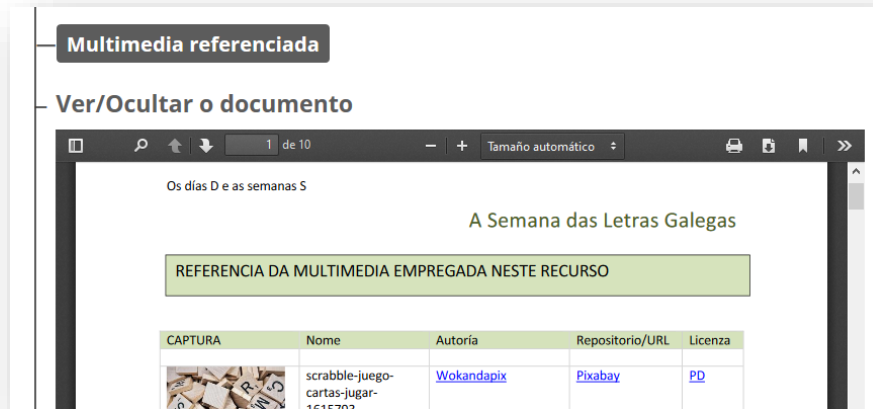 Multimedia referenciada
Ver/Ocultar o documento
1 de 10
Tamaño automático
Os días D e as semanas S
A Semana das Letras Galegas
REFERENCIA DA MULTIMEDIA EMPREGADA NESTE RECURSO
CAPTURA Nome Autoría Repositorio/URL Licenza
scrabble-juego- Wokandapix Pixabay PD
cartas-jugar-
1615793